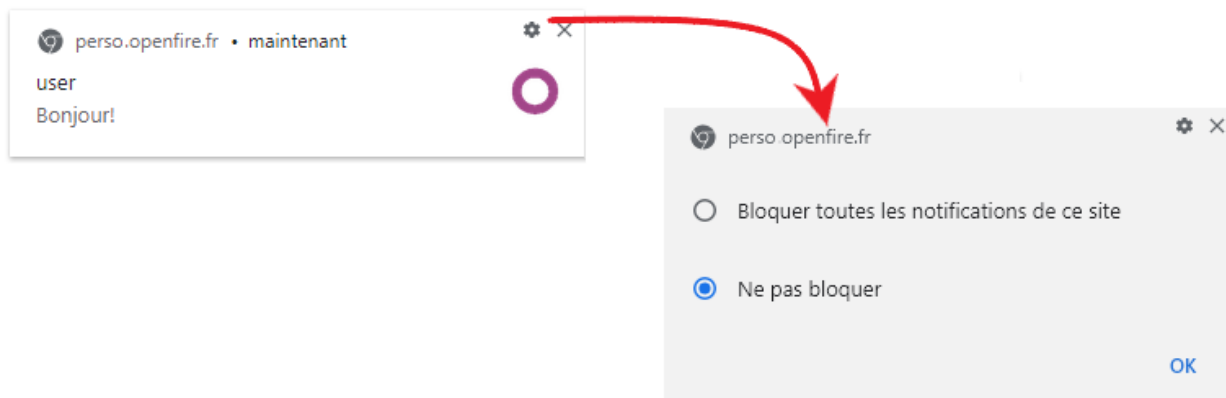 perso.openfire.fr • maintenant
user
Bonjour!
perso.openfire.fr
Bloquer toutes les notifications de ce site
Ne pas bloquer
OK